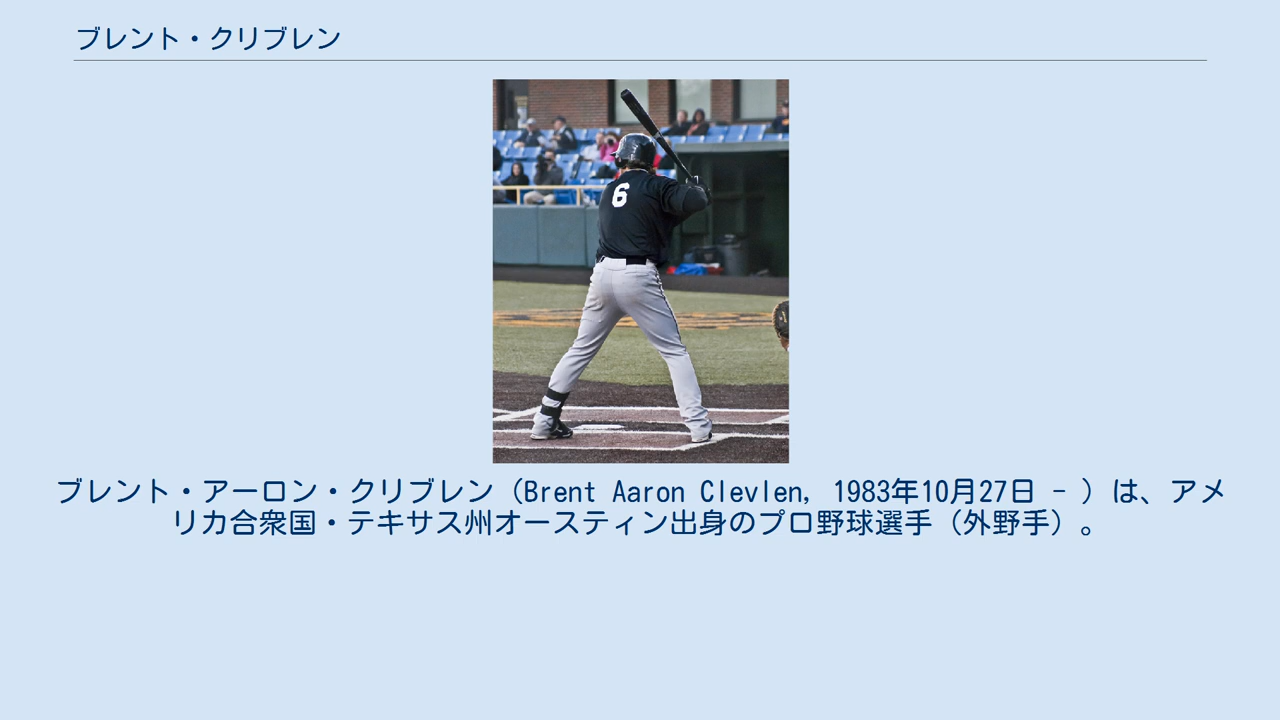 ブレント・クリブレン
6
ブレント・アーロン・クリブレン（Brent Aaron Clevlen, 1983年10月27日 - ）は、アメ
リカ合衆国・テキサス州オースティン出身のプロ野球選手（外野手）。